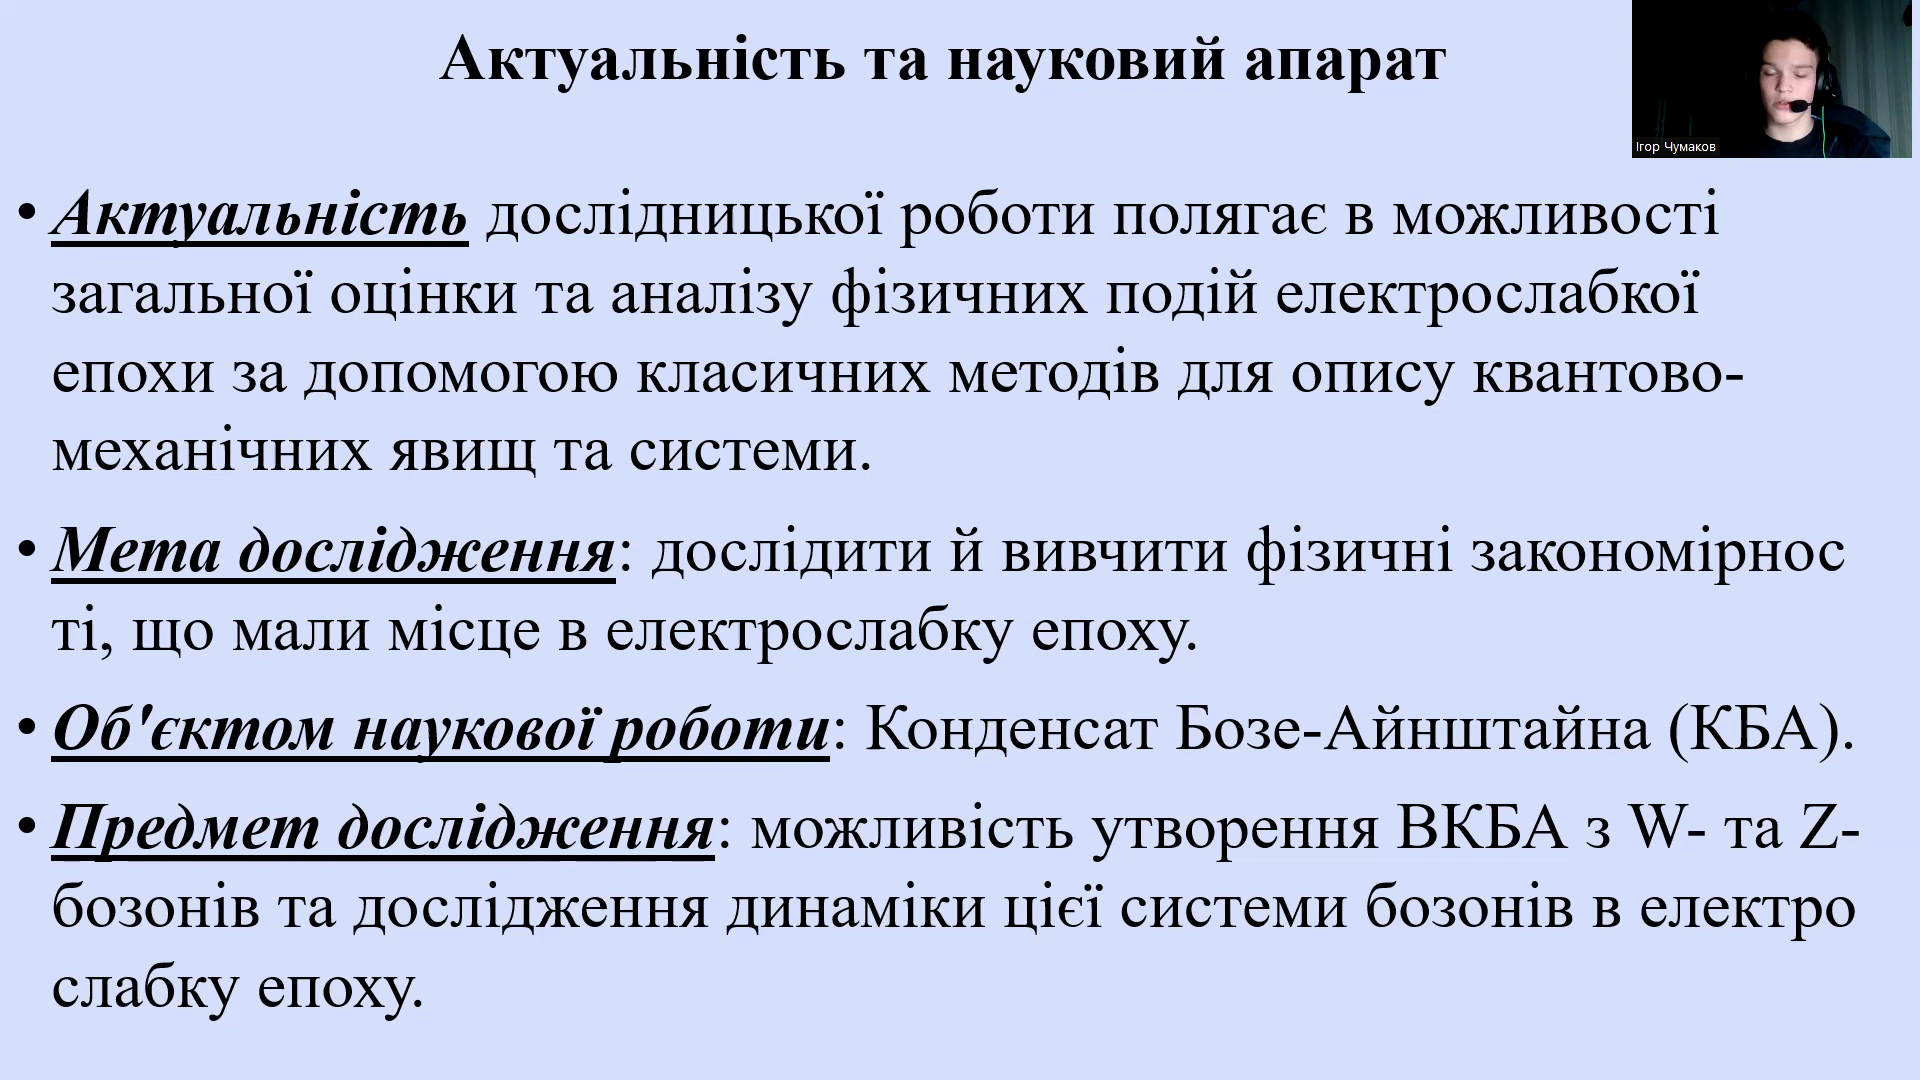 Актуальність та науковий апарат
Ігор Чумаков
• Актуальність дослідницької роботи полягає в можливості
загальної оцінки та аналізу фізичних подій електрослабкої
епохи за допомогою класичних методів для опису квантово-
механічних явищ та системи.
• Мета дослідження: дослідити й вивчити фізичні закономірнос
ті, що мали місце в електрослабку епоху.
• Об'єктом наукової роботи: Конденсат Бозе-Айнштайна (КБА).
• Предмет дослідження: можливість утворення ВКБА з W- та Z-
бозонів та дослідження динаміки цієї системи бозонів в електро
слабку епоху.